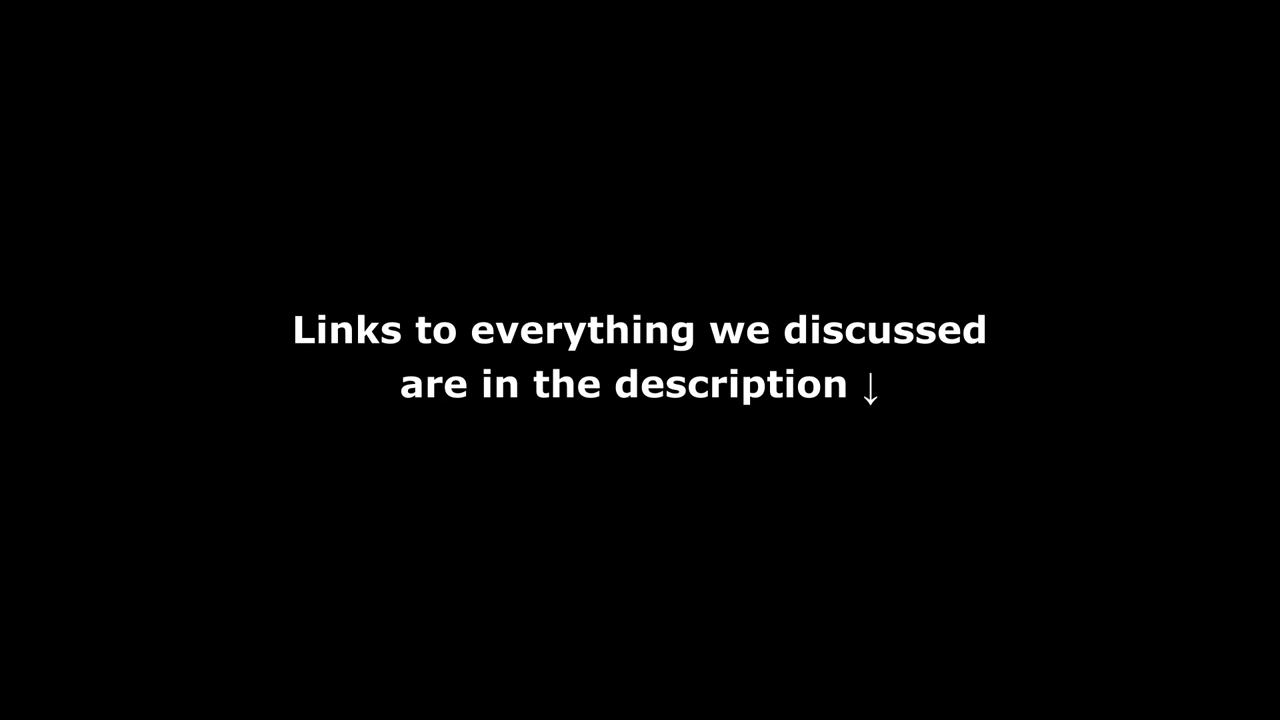 Links to everything we discussed
are in the description ↓